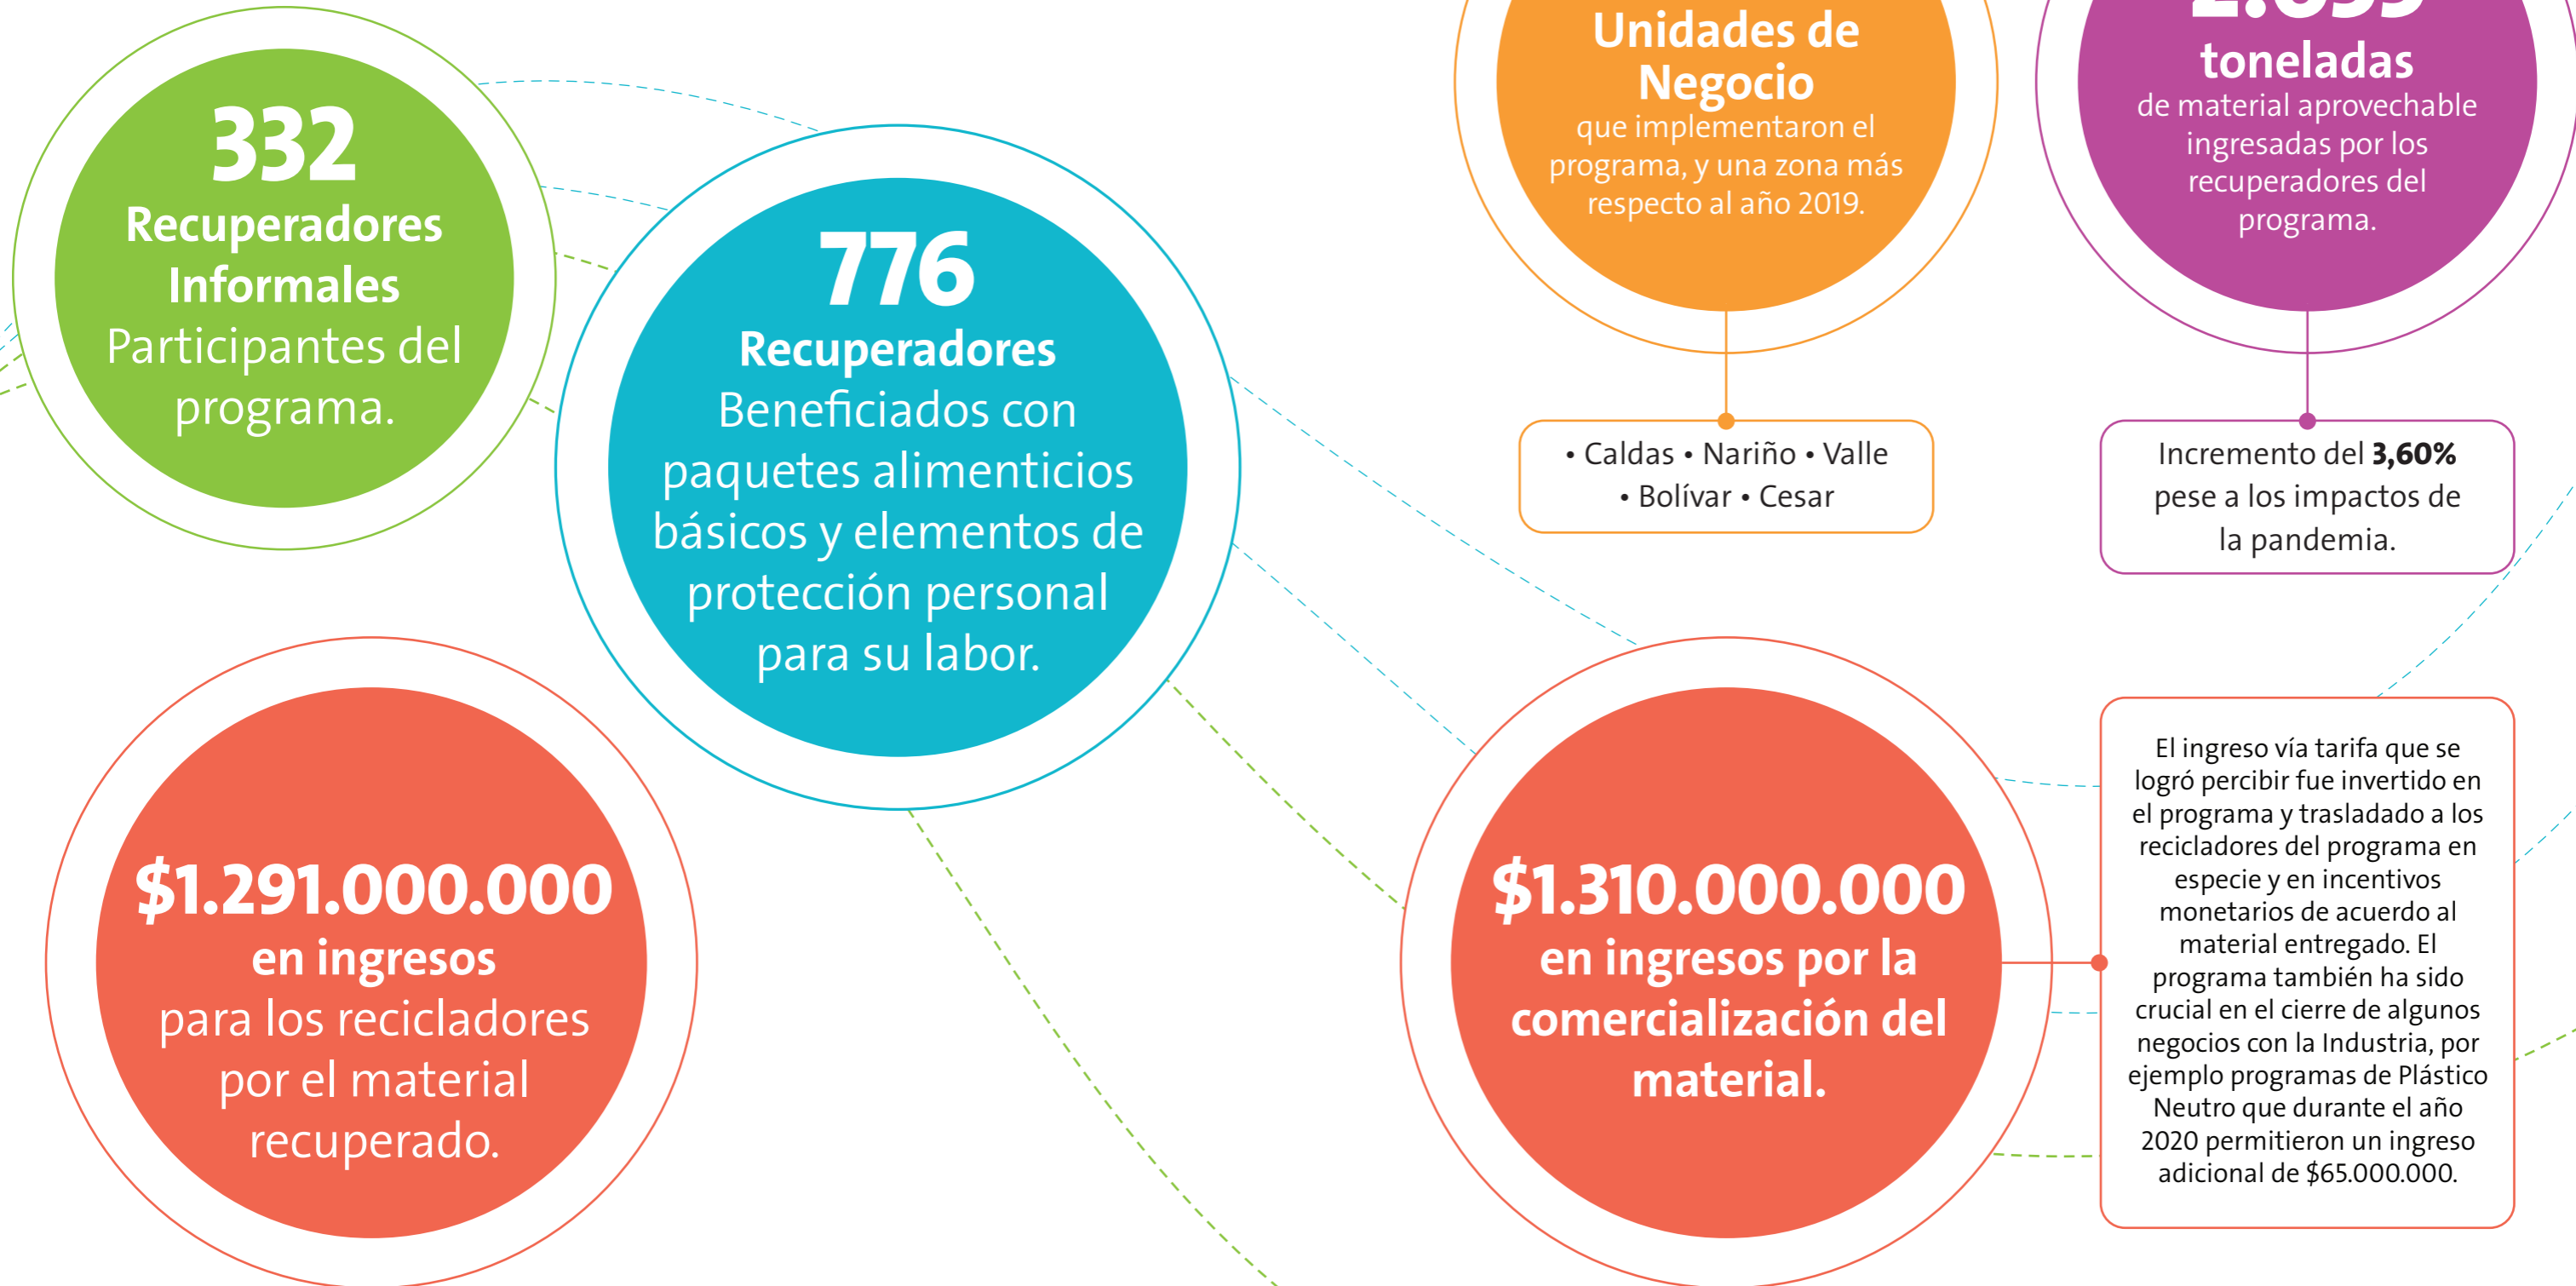 332
Recuperadores
Informales
Participantes del
programa.
776
Recuperadores
Beneficiados con
paquetes alimenticios
básicos y elementos de
protección personal
para su labor.
Unidades de
Negocio
que implementaron el
programa, y una zona más
respecto al año 2019.
• Caldas • Nariño • Valle
• Bolívar • Cesar
toneladas
de material aprovechable
ingresadas por los
recuperadores del
programa.
Incremento del 3,60%
pese a los impactos de
la pandemia.
$1.291.000.000
en ingresos
para los recicladores
por el material
recuperado.
$1.310.000.000
en ingresos por la
comercialización del
material.
El ingreso vía tarifa que se
logró percibir fue invertido en
el programa y trasladado a los
recicladores del programa en
especie y en incentivos
monetarios de acuerdo al
material entregado. El
programa también ha sido
crucial en el cierre de algunos
negocios con la Industria, por
ejemplo programas de Plástico
Neutro que durante el año
2020 permitieron un ingreso
adicional de $65.000.000.